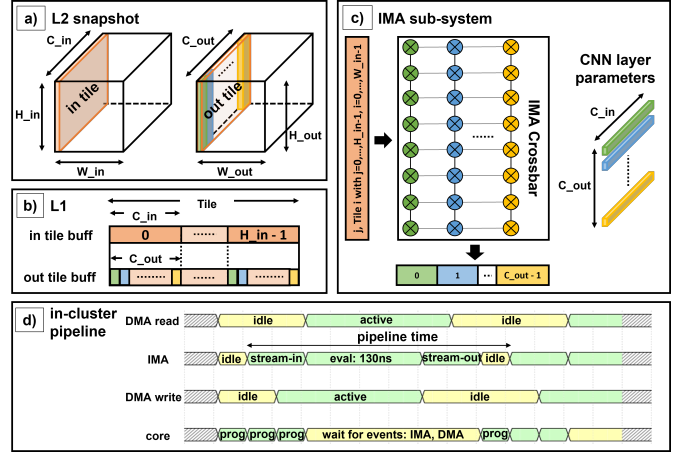 a) L2 snapshot
C_in
in tile
H_in
W_in
C_out
......
out tile
H_out
W_out
b) L1
Tile
C_in
in tile buff
0
......
H_in - 1
C_out
out tile buff
........
......
........
c) IMA sub-system
j, Tile i with j=0,...,H_in-1, i=0,...,W_in-1
......
IMA Crossbar
0
1
...
C_out - 1
CNN layer
parameters
C_in
C_out
d) in-cluster
pipeline
DMA read
idle
active
idle
pipeline time
IMA
idle
stream-in
eval: 130ns
stream-out
idle
DMA write
idle
active
idle
core
prog
prog
prog
wait for events: IMA, DMA
prog